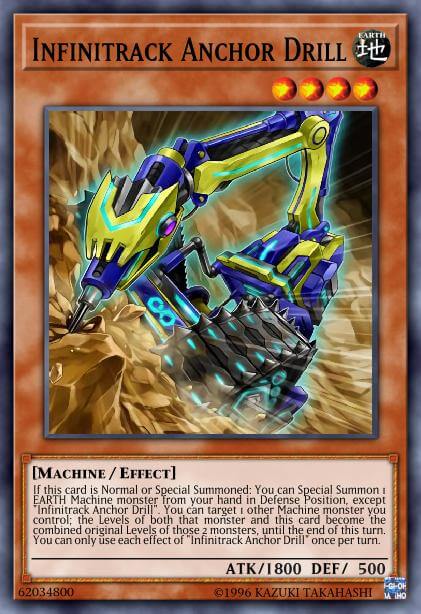 INFINITRACK ANCHOR DRILL
EARTH
地
[MACHINE / EFFECT]
If this card is Normal or Special Summoned: You can Special Summon 1
EARTH Machine monster from your hand in Defense Position, except
"Infinitrack Anchor Drill". You can target 1 other Machine monster you
control; the Levels of both that monster and this card become the
combined original Levels of those 2 monsters, until the end of this turn.
You can only use each effect of "Infinitrack Anchor Drill" once per turn.
ATK/1800 DEF/ 500
62034800
©1996 KAZUKI TAKAHASHI